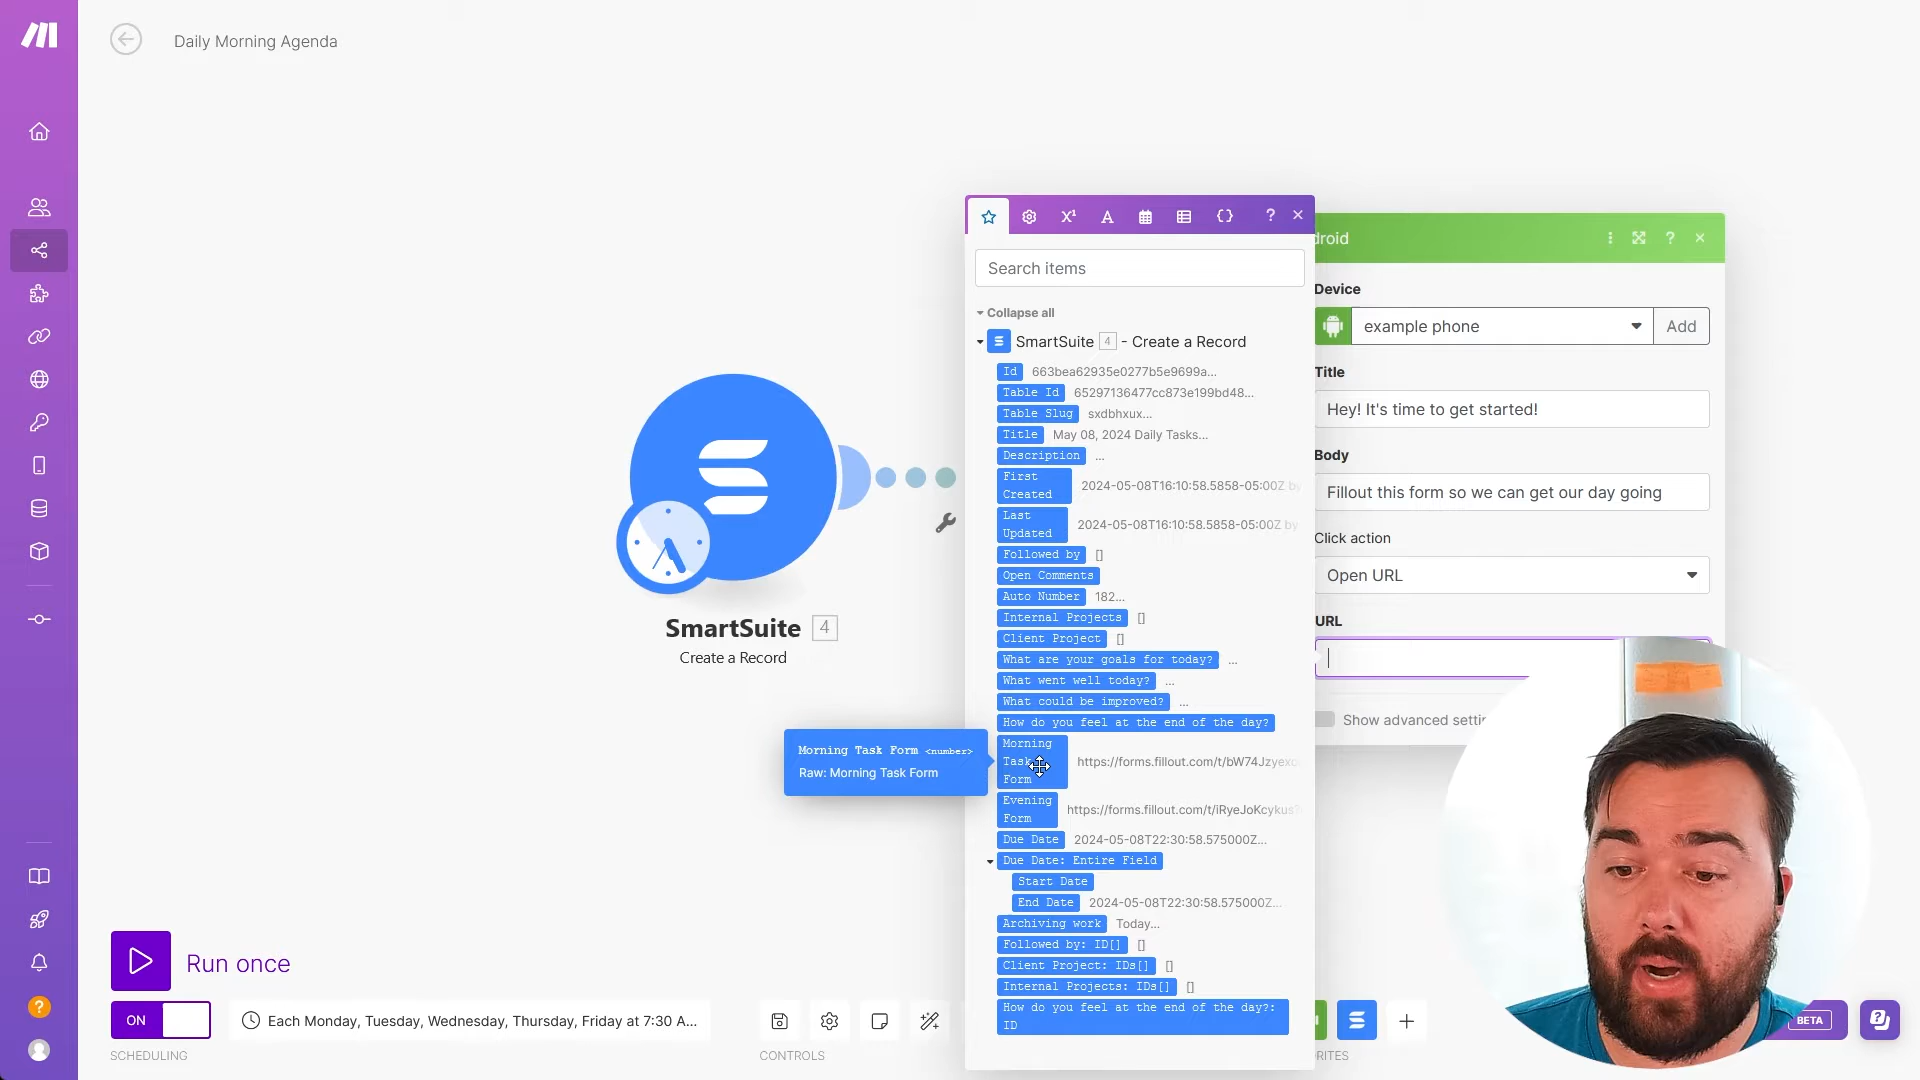 Daily Morning Agenda
Search items
Collapse all
SmartSuite 4 - Create a Record
Id 663bea62935e0277b5e9699a...
Table Id 65297136477cc873e199bd48...
Table Slug sxdbhxux...
Title May 08, 2024 Daily Tasks...
Description ...
First
Created 2024-05-08T16:10:58.5858-05:00Z by
Last
Updated 2024-05-08T16:10:58.5858-05:00Z by
Followed by []
Open Comments
Auto Number 182...
Internal Projects []
Client Project []
What are your goals for today? ...
What went well today? ...
What could be improved? ...
How do you feel at the end of the day?
Morning
Task
Form https://forms.fillout.com/t/bW74Jzyexo
Evening
Form https://forms.fillout.com/t/iRyeJoKcykus?
Due Date 2024-05-08T22:30:58.575000Z...
Due Date: Entire Field
Start Date
End Date 2024-05-08T22:30:58.575000Z...
Archiving work Today...
Followed by: ID[] []
Client Project: IDs[] []
Internal Projects: IDs[] []
How do you feel at the end of the day?:
ID
Morning Task Form <number>
Raw: Morning Task Form
SmartSuite 4
Create a Record
droid
Device
example phone Add
Title
Hey! It's time to get started!
Body
Fillout this form so we can get our day going
Click action
Open URL
URL
Show advanced setti
Run once
ON
Each Monday, Tuesday, Wednesday, Thursday, Friday at 7:30 A...
SCHEDULING
CONTROLS
RITES
BETA